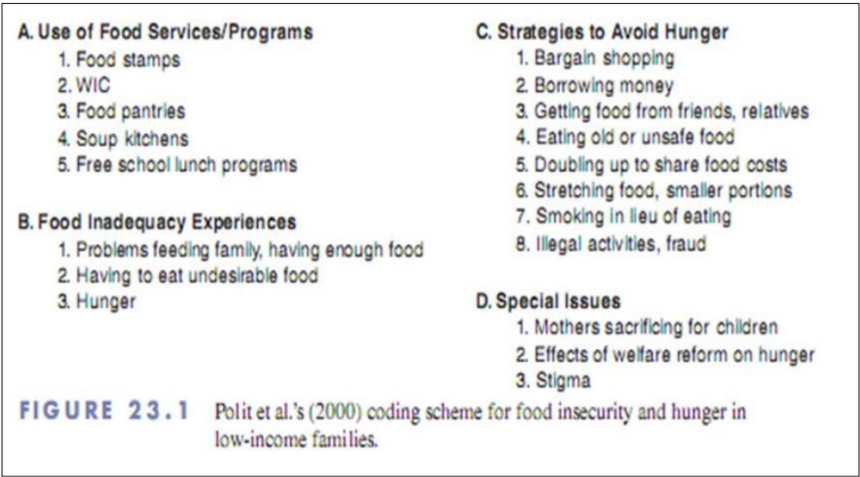 A. Use of Food Services/Programs
1. Food stamps
2. WIC
3. Food pantries
4. Soup kitchens
5. Free school lunch programs
B. Food Inadequacy Experiences
1. Problems feeding family, having enough food
2. Having to eat undesirable food
3. Hunger
C. Strategies to Avoid Hunger
1. Bargain shopping
2. Borrowing money
3. Getting food from friends, relatives
4. Eating old or unsafe food
5. Doubling up to share food costs
6. Stretching food, smaller portions
7. Smoking in lieu of eating
8. Illegal activities, fraud
D. Special Issues
1. Mothers sacrificing for children
2. Effects of welfare reform on hunger
3. Stigma
FIGURE 23.1 Polit et al.'s (2000) coding scheme for food insecurity and hunger in
low-income families.